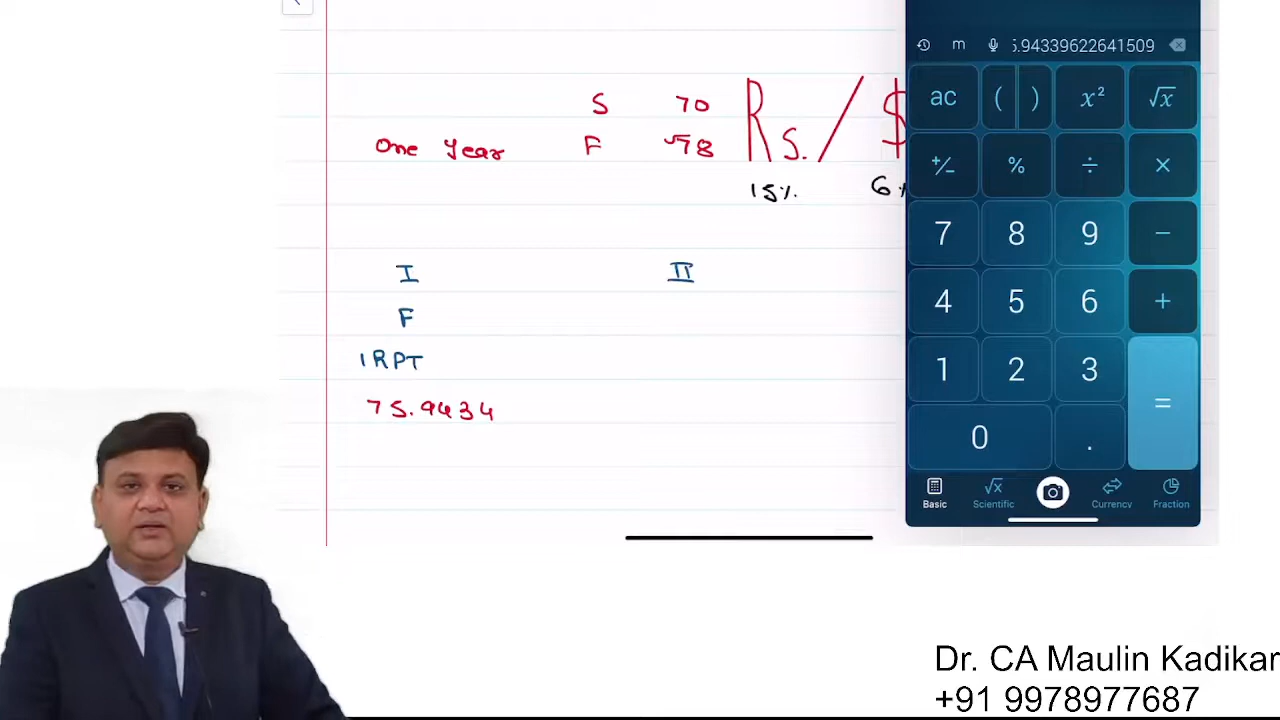 m 5.94339622641509
ac ( ) x² √x
S 70 Rs. / $
+/- % ÷ ×
One Year F √78
15% 6%
7 8 9 −
I II
4 5 6 +
F
1 2 3 =
IRPT
75.9434
0 .
Basic Scientific Currency Fraction
Dr. CA Maulin Kadikar
+91 9978977687